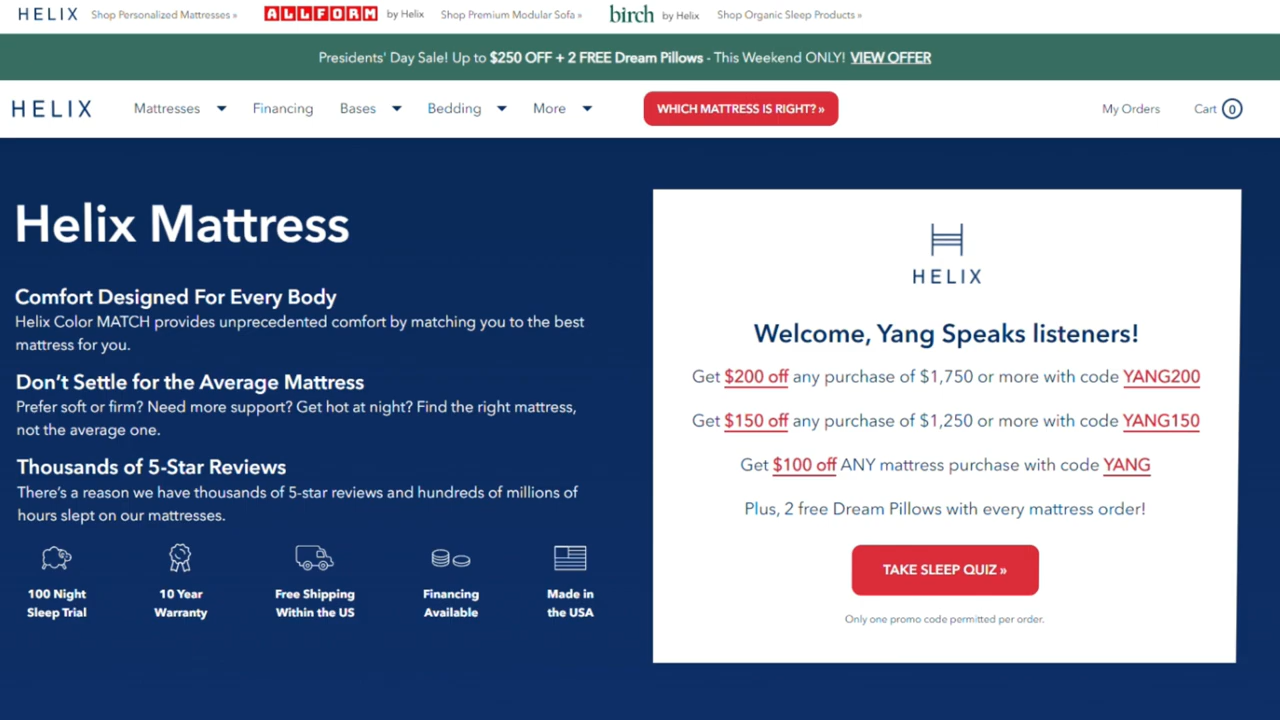 HELIX Shop Personalized Mattresses » ALLFORM by Helix Shop Premium Modular Sofa » birch by Helix Shop Organic Sleep Products »
Presidents' Day Sale! Up to $250 OFF + 2 FREE Dream Pillows - This Weekend ONLY! VIEW OFFER
HELIX Mattresses Financing Bases Bedding More WHICH MATTRESS IS RIGHT? » My Orders Cart 0
Helix Mattress
Comfort Designed For Every Body
Helix Color MATCH provides unprecedented comfort by matching you to the best
mattress for you.
Don't Settle for the Average Mattress
Prefer soft or firm? Need more support? Get hot at night? Find the right mattress,
not the average one.
Thousands of 5-Star Reviews
There's a reason we have thousands of 5-star reviews and hundreds of millions of
hours slept on our mattresses.
100 Night
Sleep Trial
10 Year
Warranty
Free Shipping
Within the US
Financing
Available
Made in
the USA
HELIX
Welcome, Yang Speaks listeners!
Get $200 off any purchase of $1,750 or more with code YANG200
Get $150 off any purchase of $1,250 or more with code YANG150
Get $100 off ANY mattress purchase with code YANG
Plus, 2 free Dream Pillows with every mattress order!
TAKE SLEEP QUIZ »
Only one promo code permitted per order.